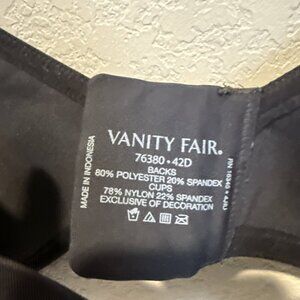 VANITY FAIR®
76380 • 42D
BACKS
80% POLYESTER 20% SPANDEX
CUPS
78% NYLON 22% SPANDEX
EXCLUSIVE OF DECORATION
MADE IN INDONESIA
RN